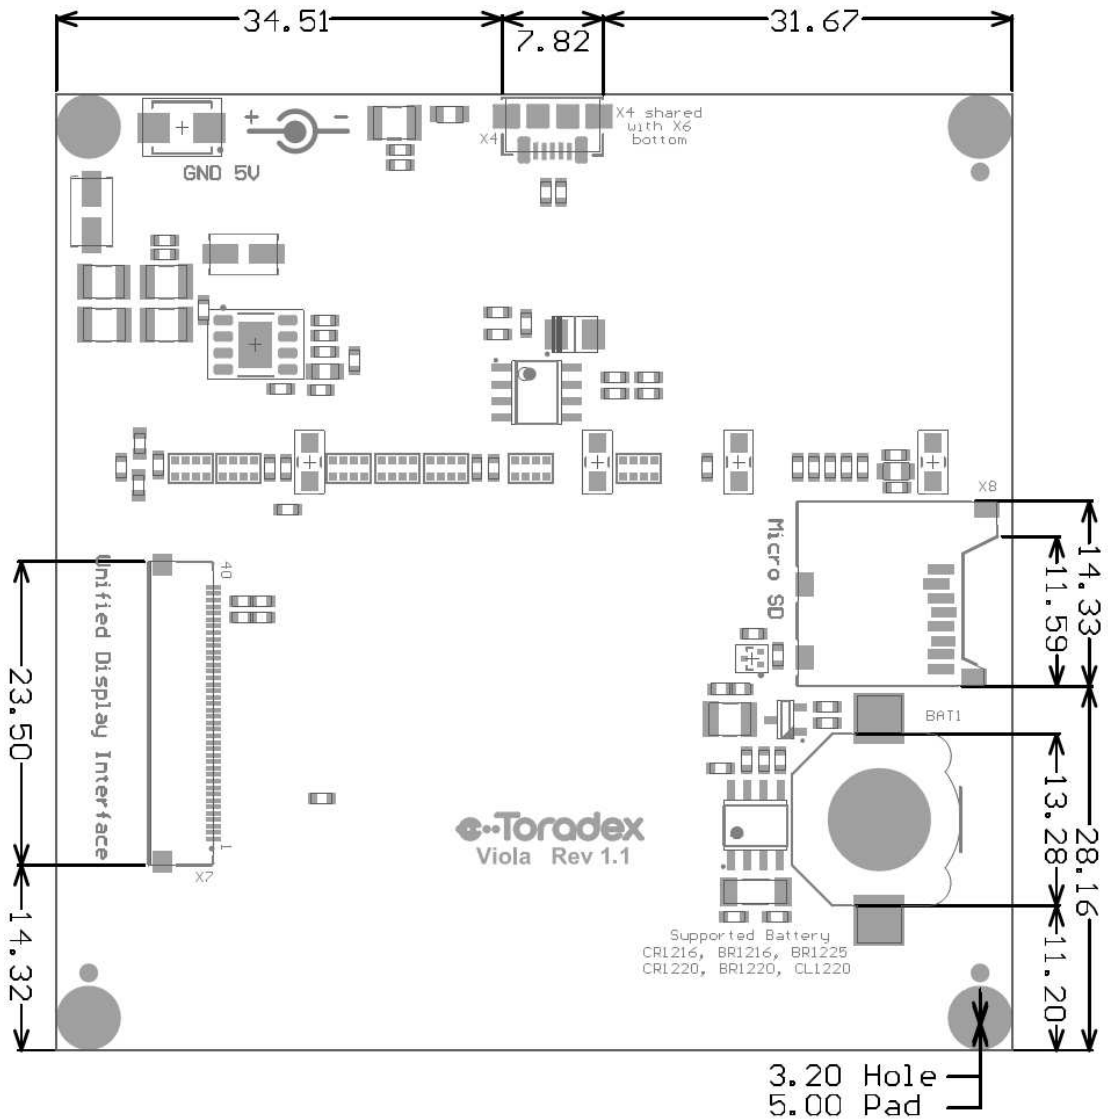 34.51
7.82
31.67
+ -
GND 5V
X4
X4 shared
with X6
bottom
X8
Micro SD
14.33
11.59
40
Unified Display Interface
1
X7
23.50
14.32
BAT1
13.28
28.16
11.20
Toradex
Viola Rev 1.1
Supported Battery
CR1216, BR1216, BR1225
CR1220, BR1220, CL1220
3.20 Hole
5.00 Pad